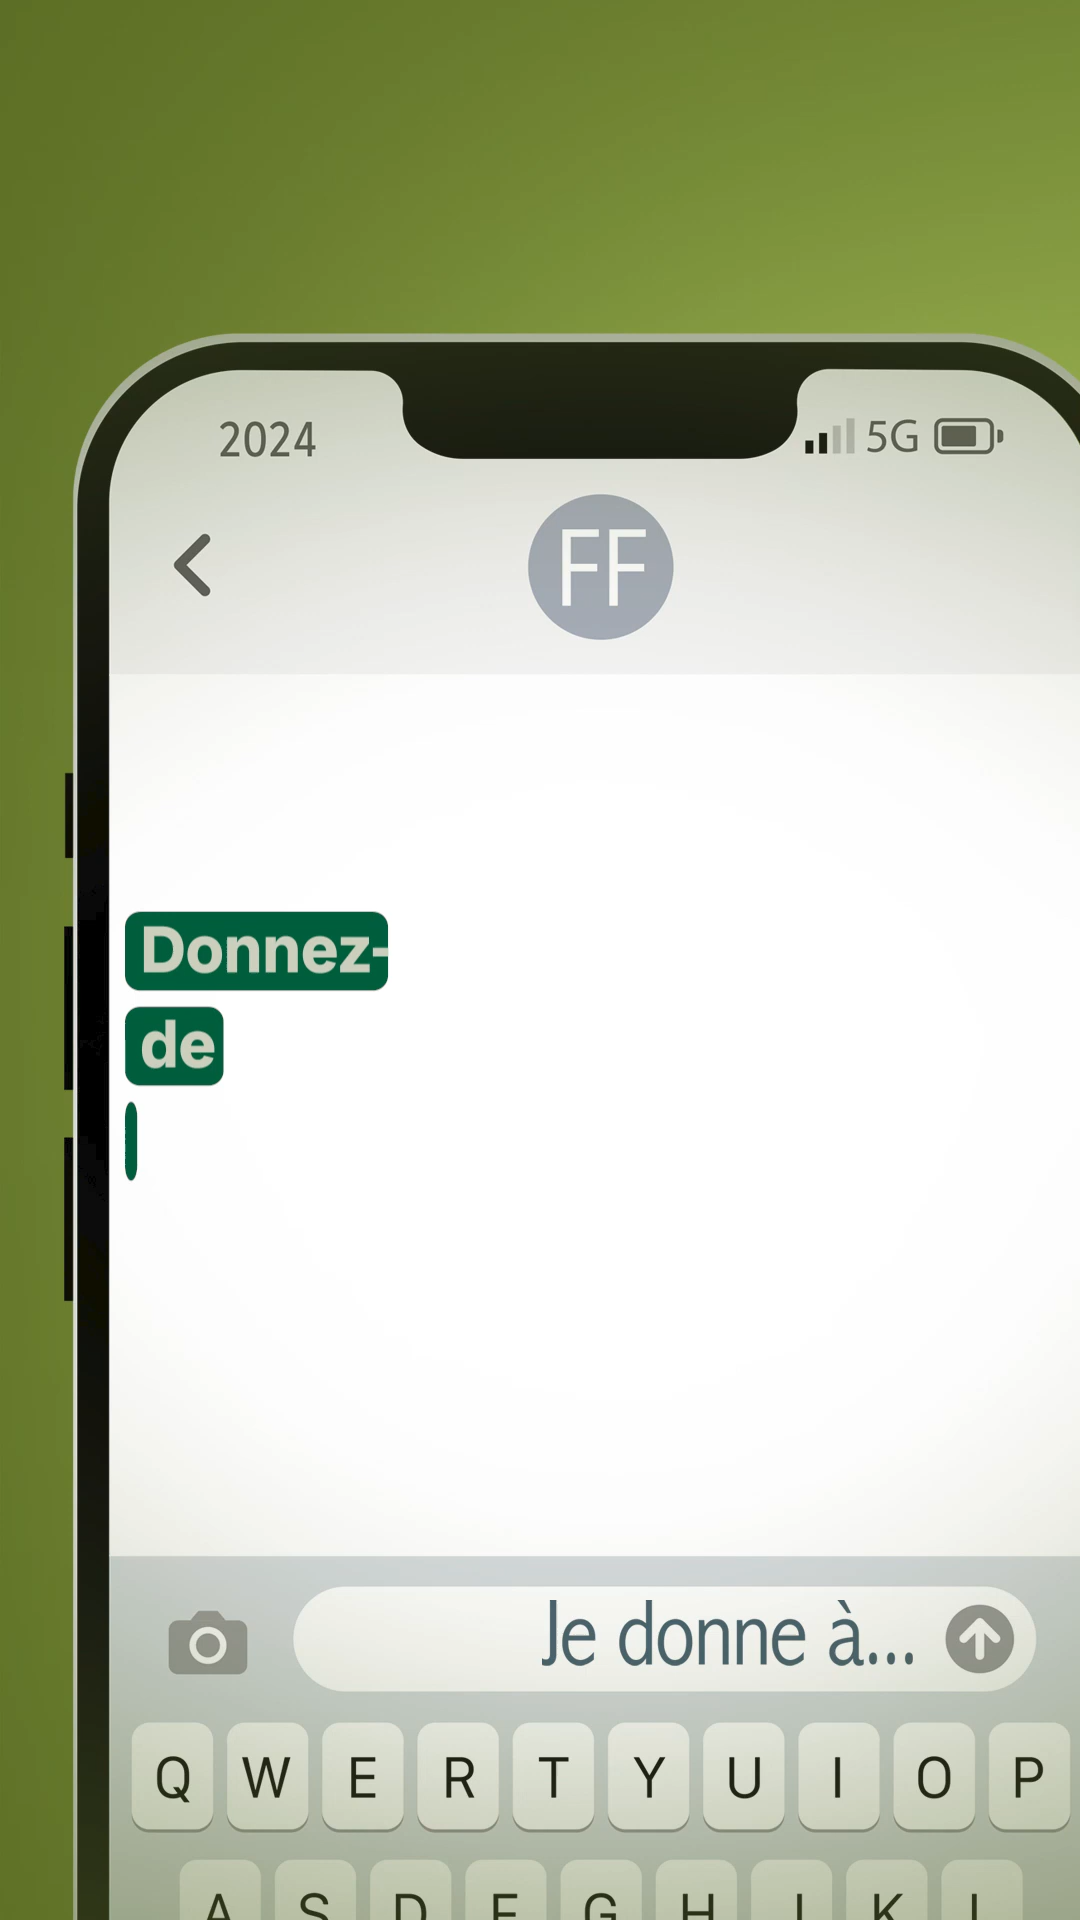 2024 5G
FF
Donnez-
de
Je donne à...
Q W E R T Y U I O P
A S D F G H J K L